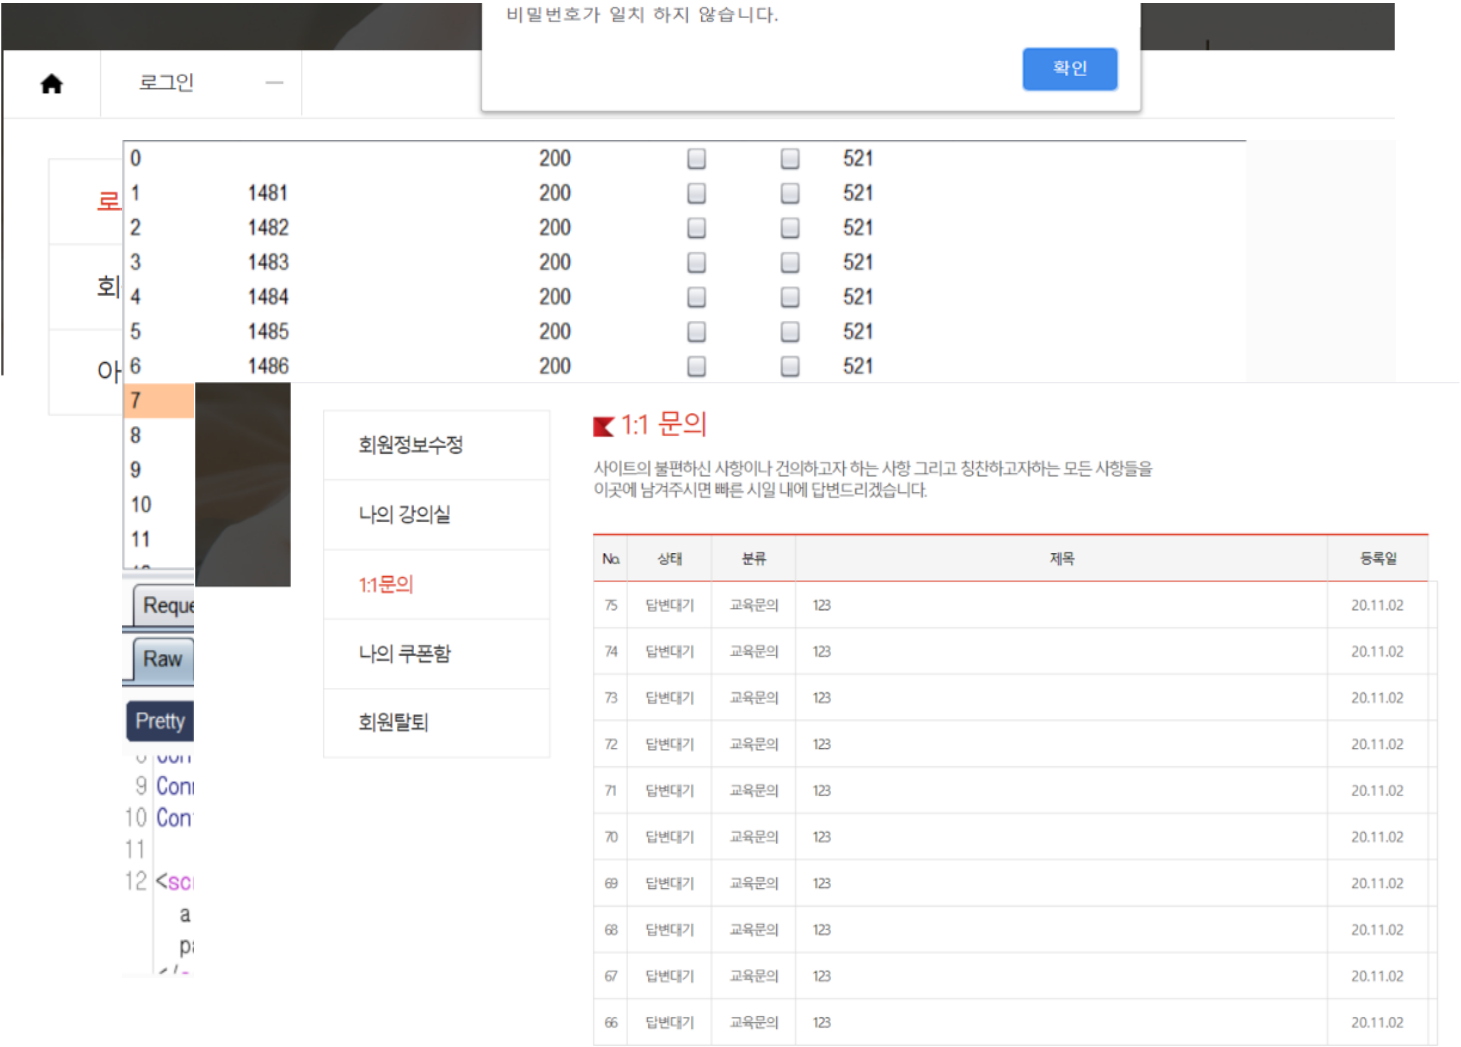 비밀번호가 일치 하지 않습니다.
확인
로그인
로
회
아
0 200 521
1 1481 200 521
2 1482 200 521
3 1483 200 521
4 1484 200 521
5 1485 200 521
6 1486 200 521
7
8
9
10
11
Reque
Raw
Pretty
9 Conn
10 Con
11
12 <scr
a
pa
회원정보수정
나의 강의실
1:1문의
나의 쿠폰함
회원탈퇴
1:1 문의
사이트의 불편하신 사항이나 건의하고자 하는 사항 그리고 칭찬하고자하는 모든 사항들을
이곳에 남겨주시면 빠른 시일 내에 답변드리겠습니다.
No. 상태 분류 제목 등록일
75 답변대기 교육문의 123 20.11.02
74 답변대기 교육문의 123 20.11.02
73 답변대기 교육문의 123 20.11.02
72 답변대기 교육문의 123 20.11.02
71 답변대기 교육문의 123 20.11.02
70 답변대기 교육문의 123 20.11.02
69 답변대기 교육문의 123 20.11.02
68 답변대기 교육문의 123 20.11.02
67 답변대기 교육문의 123 20.11.02
66 답변대기 교육문의 123 20.11.02